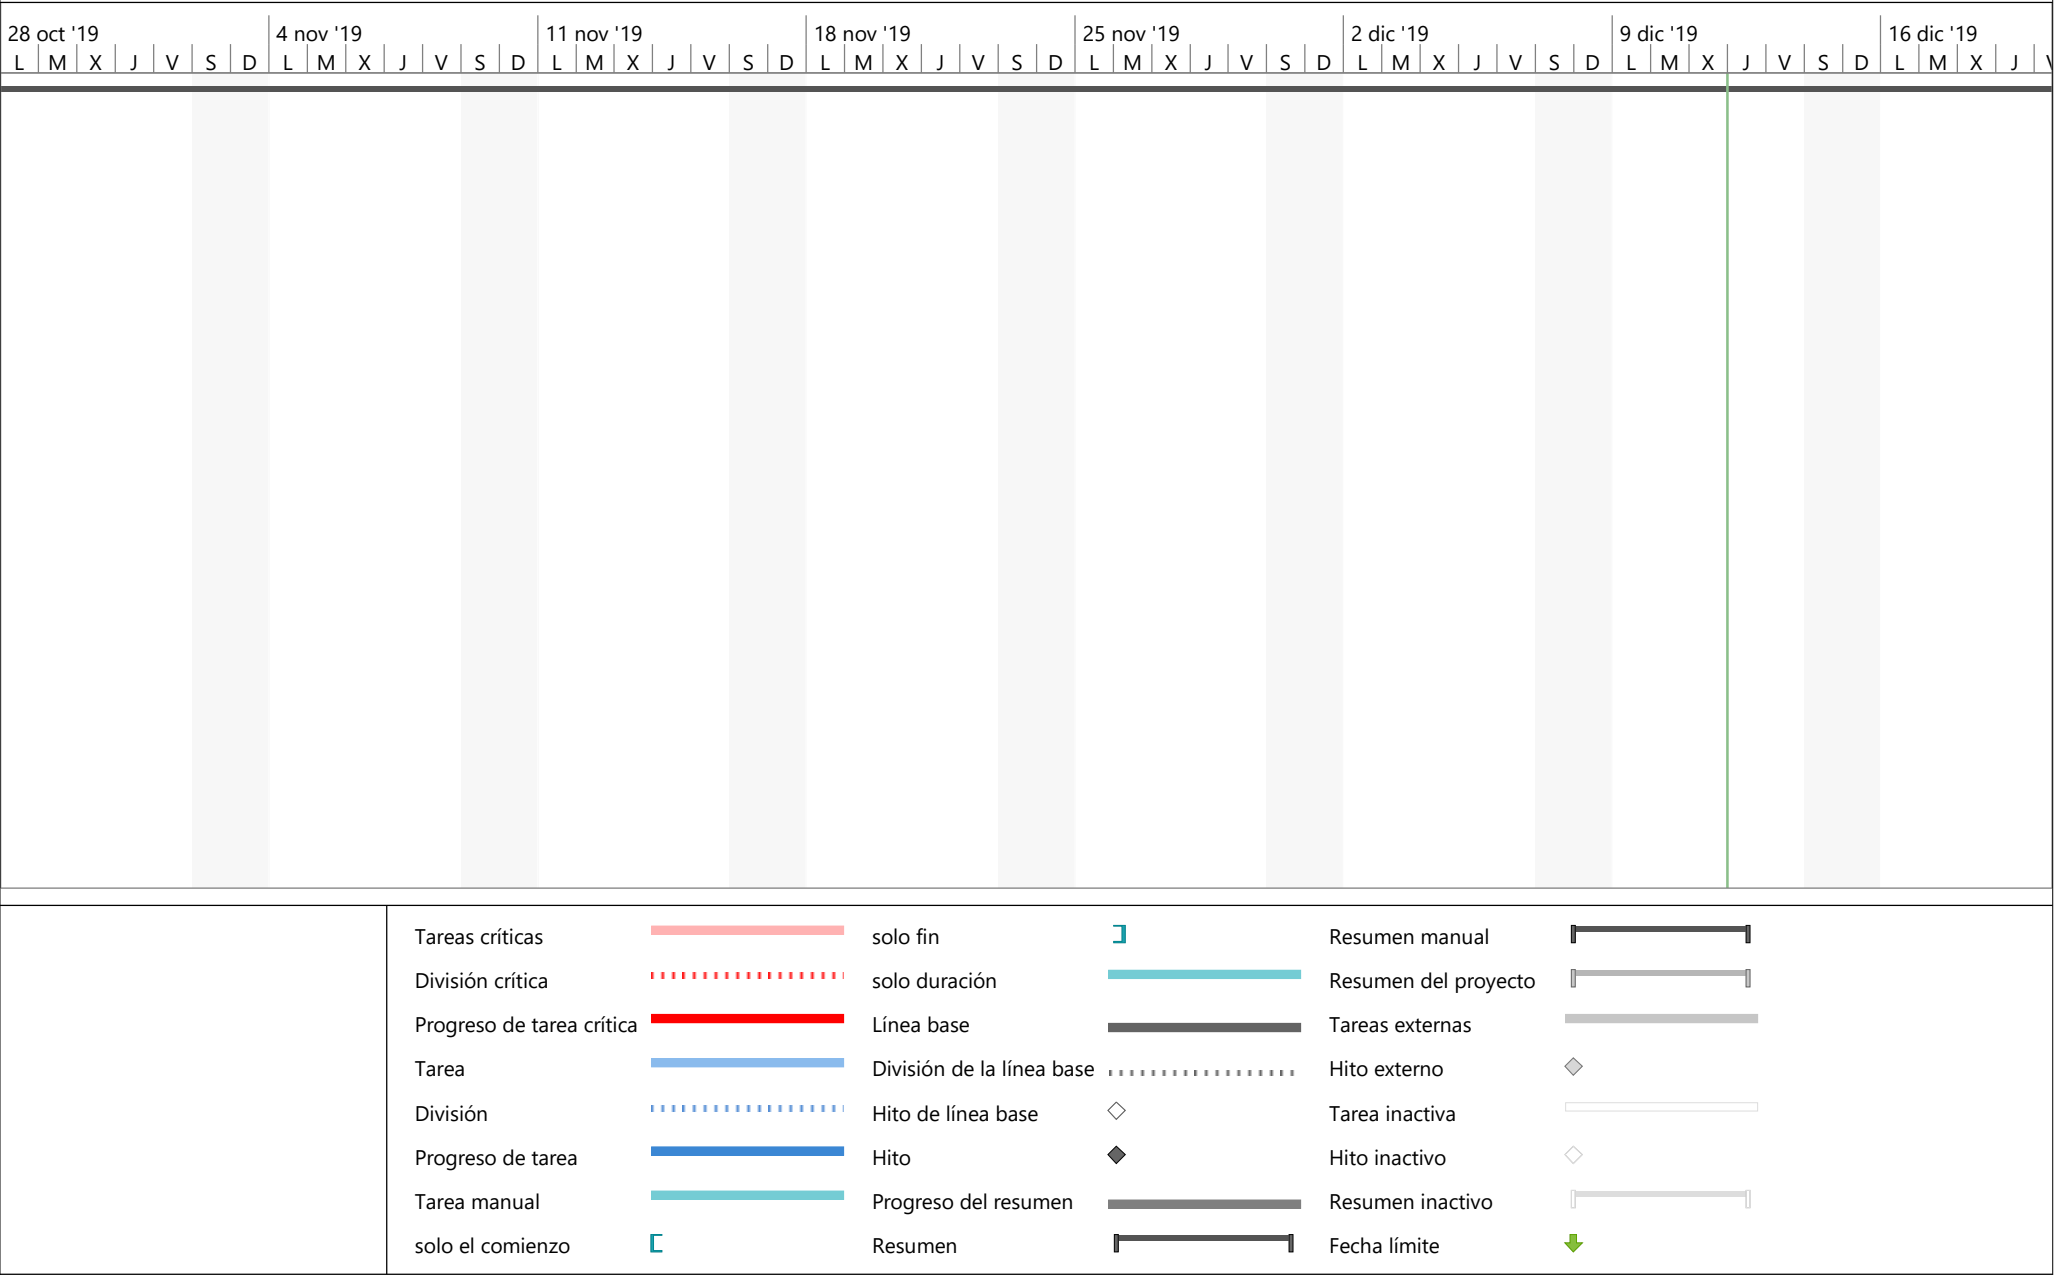 28 oct '19 4 nov '19 11 nov '19 18 nov '19 25 nov '19 2 dic '19 9 dic '19 16 dic '19
L M X J V S D L M X J V S D L M X J V S D L M X J V S D L M X J V S D L M X J V S D L M X J V S D L M X J V
Tareas críticas solo fin Resumen manual
División crítica solo duración Resumen del proyecto
Progreso de tarea crítica Línea base Tareas externas
Tarea División de la línea base Hito externo
División Hito de línea base Tarea inactiva
Progreso de tarea Hito Hito inactivo
Tarea manual Progreso del resumen Resumen inactivo
solo el comienzo Resumen Fecha límite